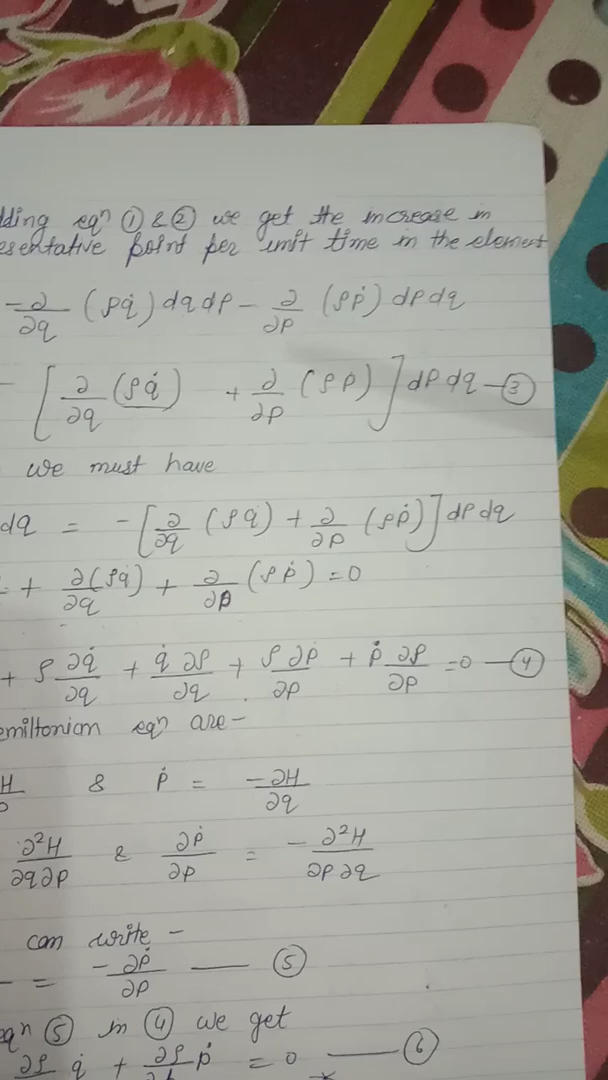 dding eqn ① & ② we get the increase in
esentative point per unit time in the element
-∂/∂q (ρq̇) dq dp - ∂/∂p (ρṗ) dp dq
- [∂/∂q (ρq̇) + ∂/∂p (ρṗ)] dp dq — ③
we must have
dq = -[∂/∂q (ρq̇) + ∂/∂p (ρṗ)] dp dq
+ ∂(ρq̇)/∂q + ∂/∂p (ρṗ) = 0
+ ρ ∂q̇/∂q + q̇ ∂ρ/∂q + ρ ∂ṗ/∂p + ṗ ∂ρ/∂p = 0 — ④
emiltonian eqn are -
H & ṗ = -∂H/∂q
∂²H/∂q∂p & ∂ṗ/∂p = -∂²H/∂p∂q
can write -
= -∂ṗ/∂p — ⑤
eqn ⑤ in ④ we get
∂ρ q̇ + ∂ρ/∂p ṗ = 0 — ⑥